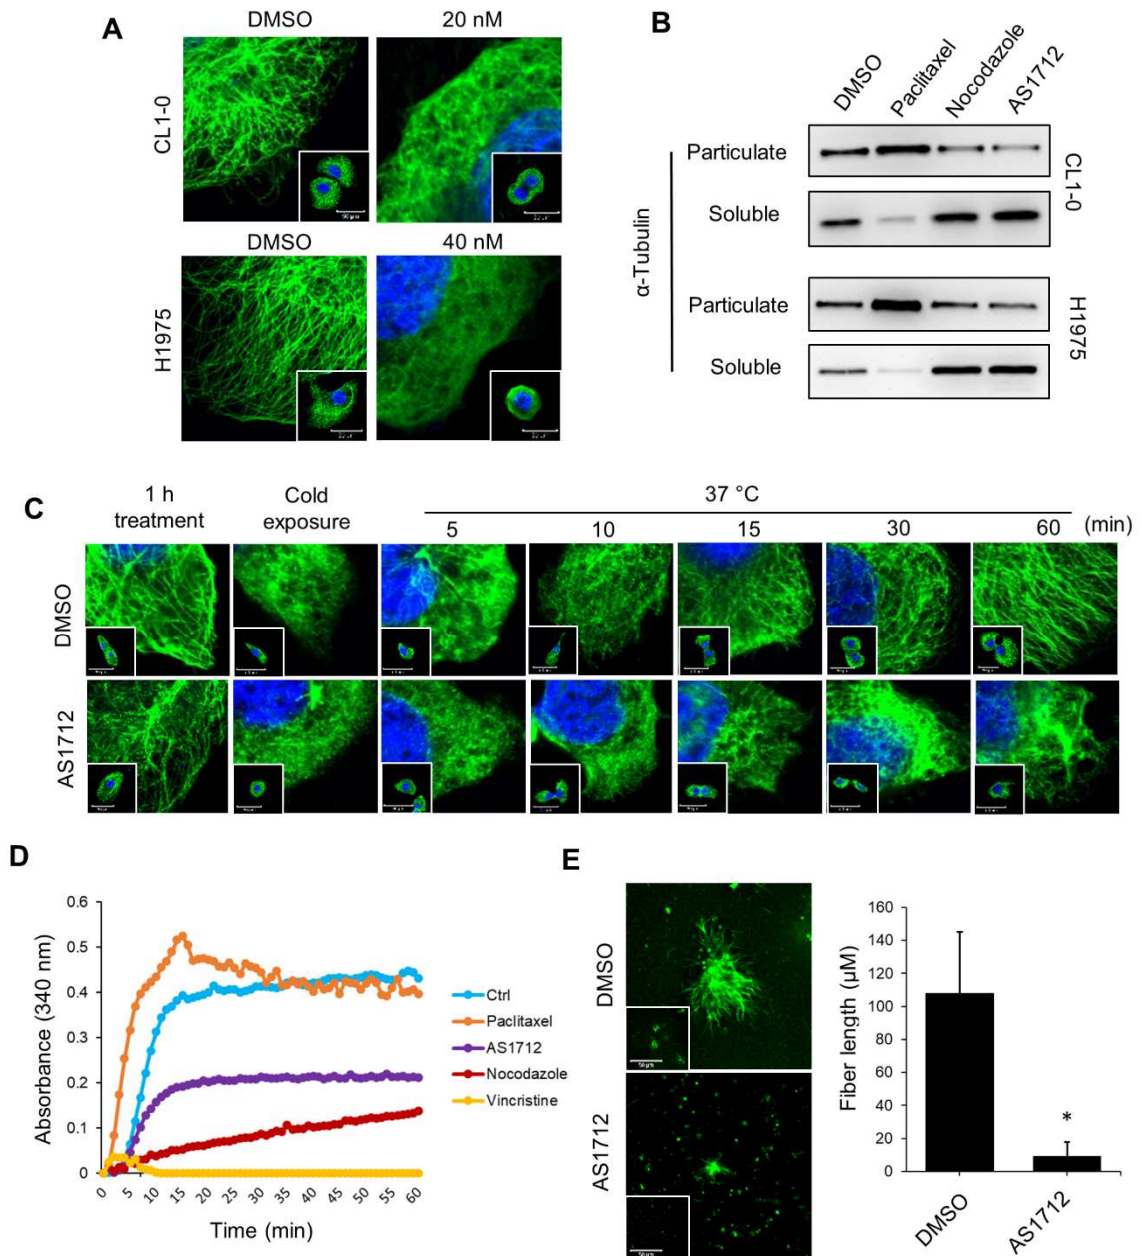 A
DMSO
20 nM
CL1-0
DMSO
40 nM
H1975
B
DMSO
Paclitaxel
Nocodazole
AS1712
α-Tubulin
Particulate
Soluble
CL1-0
Particulate
Soluble
H1975
C
1 h treatment
Cold exposure
37 °C
5 10 15 30 60 (min)
DMSO
AS1712
D
Absorbance (340 nm)
0.6
0.5
0.4
0.3
0.2
0.1
0
0 5 10 15 20 25 30 35 40 45 50 55 60
Time (min)
Ctrl
Paclitaxel
AS1712
Nocodazole
Vincristine
E
DMSO
AS1712
50 µm
Fiber length (µM)
160
140
120
100
80
60
40
20
0
*
DMSO
AS1712